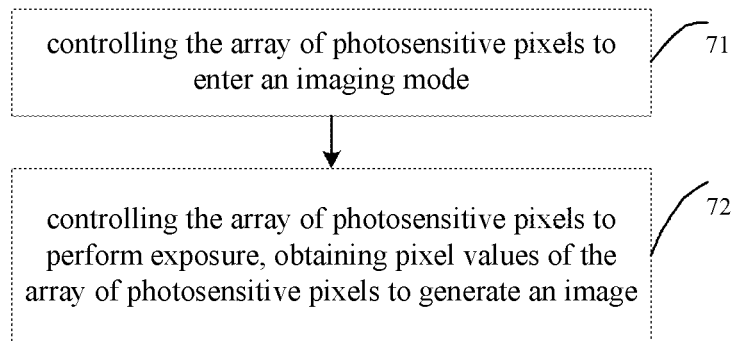 controlling the array of photosensitive pixels to
enter an imaging mode
71
controlling the array of photosensitive pixels to
perform exposure, obtaining pixel values of the
array of photosensitive pixels to generate an image
72